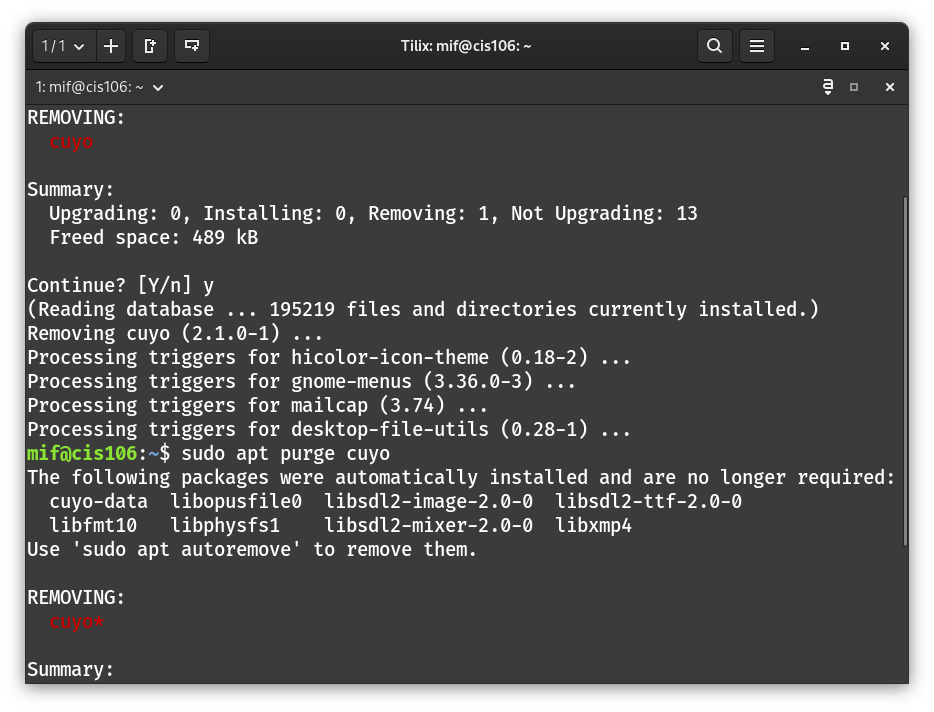 1 / 1
Tilix: mif@cis106: ~
1: mif@cis106: ~
REMOVING:
cuyo
Summary:
Upgrading: 0, Installing: 0, Removing: 1, Not Upgrading: 13
Freed space: 489 kB
Continue? [Y/n] y
(Reading database ... 195219 files and directories currently installed.)
Removing cuyo (2.1.0-1) ...
Processing triggers for hicolor-icon-theme (0.18-2) ...
Processing triggers for gnome-menus (3.36.0-3) ...
Processing triggers for mailcap (3.74) ...
Processing triggers for desktop-file-utils (0.28-1) ...
mif@cis106:~$ sudo apt purge cuyo
The following packages were automatically installed and are no longer required:
cuyo-data libopusfile0 libsdl2-image-2.0-0 libsdl2-ttf-2.0-0
libfmt10 libphysfs1 libsdl2-mixer-2.0-0 libxmp4
Use 'sudo apt autoremove' to remove them.
REMOVING:
cuyo*
Summary: